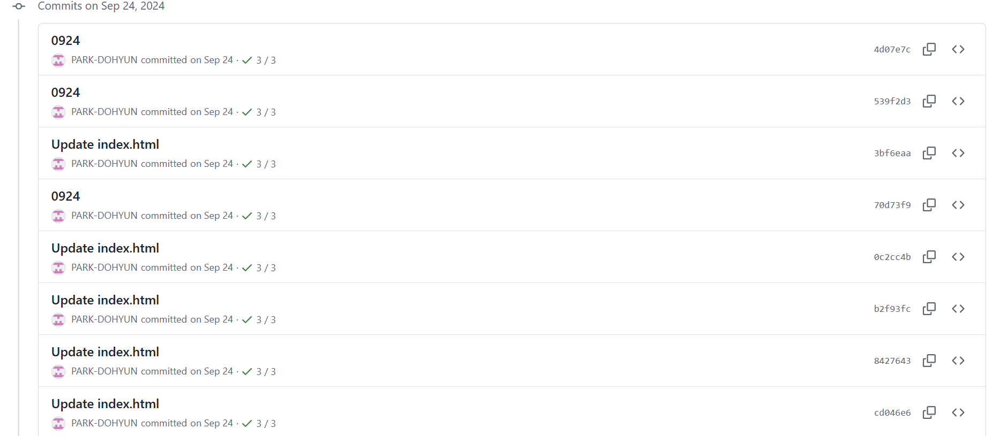 Commits on Sep 24, 2024
0924
PARK-DOHYUN committed on Sep 24 · ✓ 3 / 3
4d07e7c
0924
PARK-DOHYUN committed on Sep 24 · ✓ 3 / 3
539f2d3
Update index.html
PARK-DOHYUN committed on Sep 24 · ✓ 3 / 3
3bf6eaa
0924
PARK-DOHYUN committed on Sep 24 · ✓ 3 / 3
70d73f9
Update index.html
PARK-DOHYUN committed on Sep 24 · ✓ 3 / 3
0c2cc4b
Update index.html
PARK-DOHYUN committed on Sep 24 · ✓ 3 / 3
b2f93fc
Update index.html
PARK-DOHYUN committed on Sep 24 · ✓ 3 / 3
8427643
Update index.html
PARK-DOHYUN committed on Sep 24 · ✓ 3 / 3
cd046e6